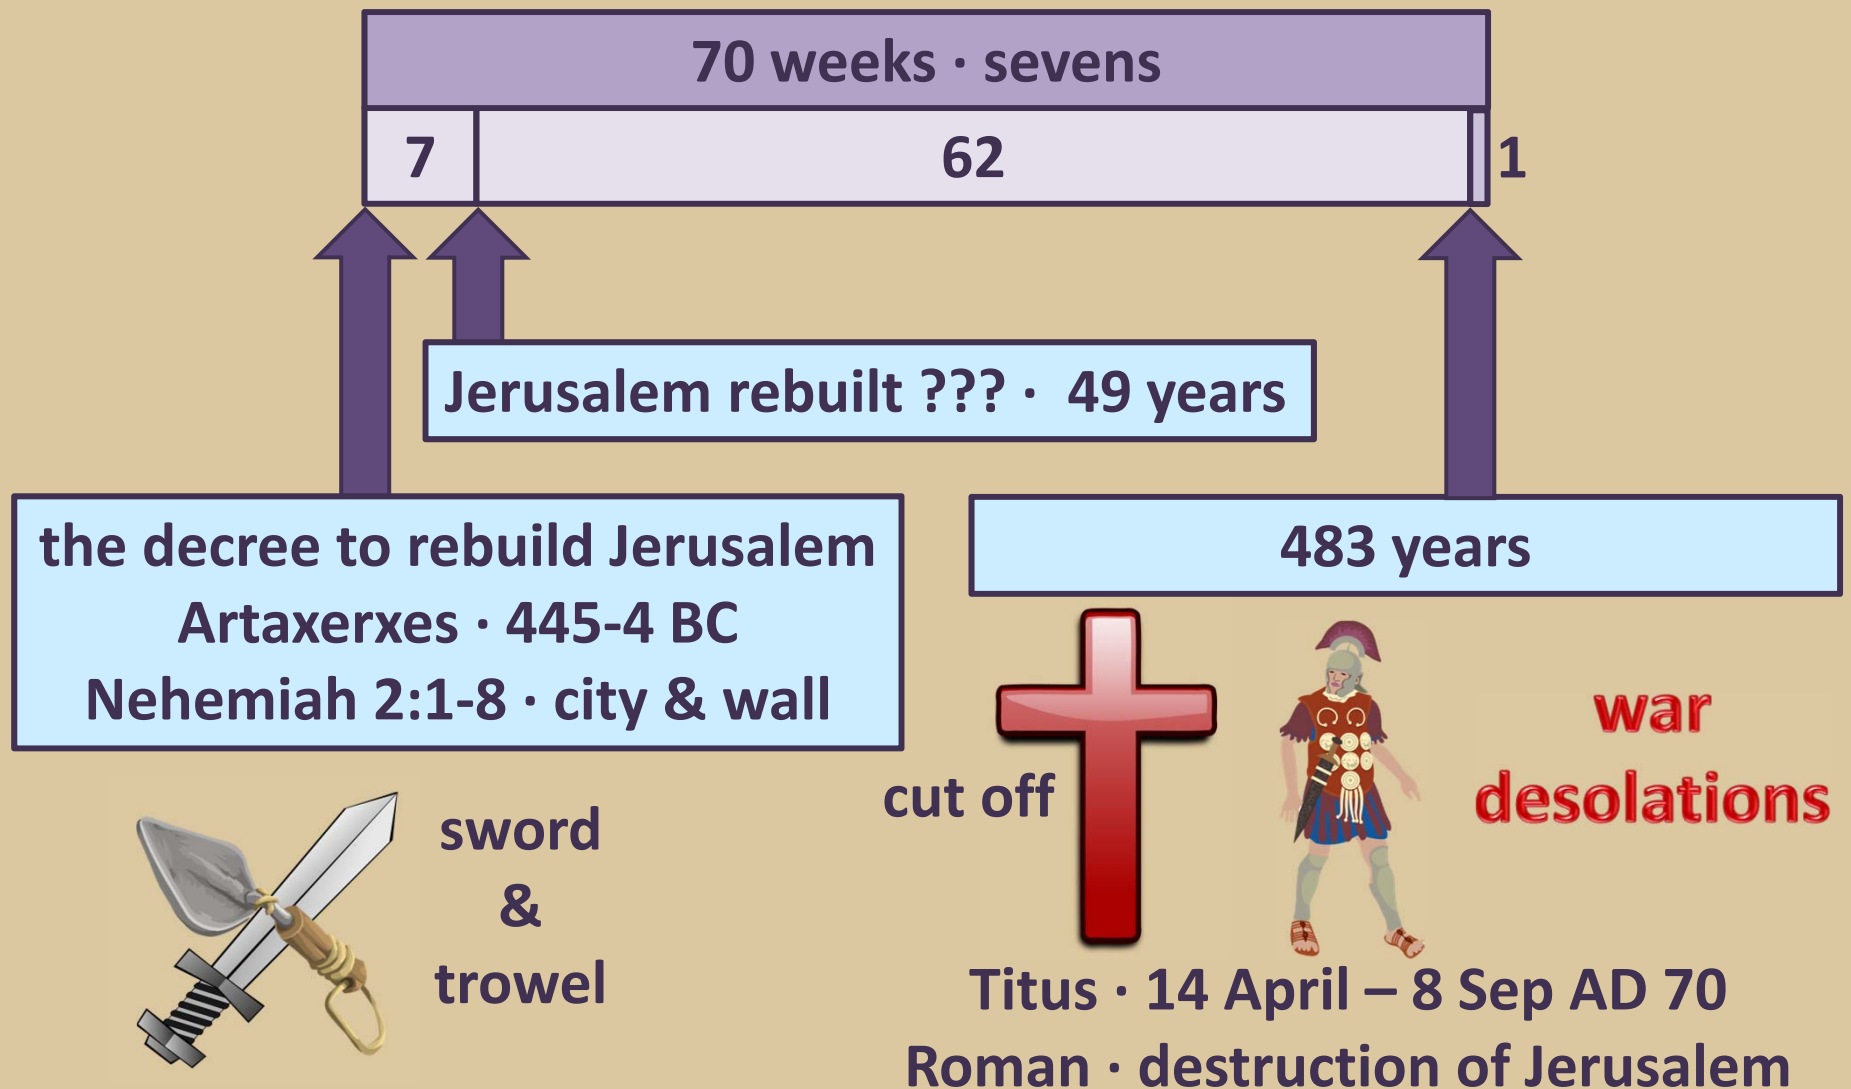 70 weeks · sevens
7
62
1
Jerusalem rebuilt ??? · 49 years
the decree to rebuild Jerusalem
Artaxerxes · 445-4 BC
Nehemiah 2:1-8 · city & wall
483 years
sword
&
trowel
cut off
war
desolations
Titus · 14 April – 8 Sep AD 70
Roman · destruction of Jerusalem